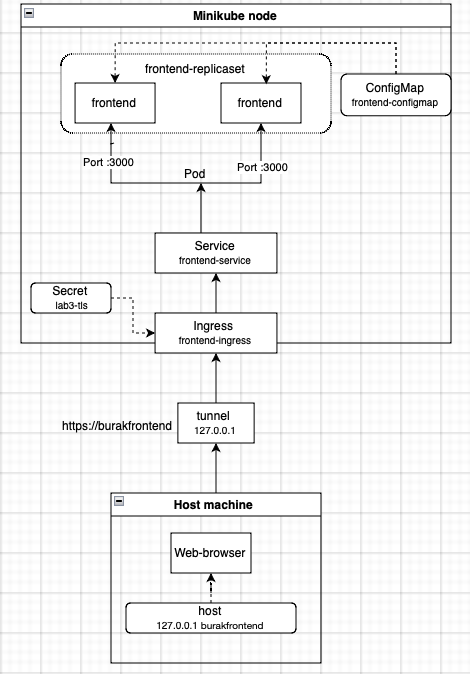 Minikube node
frontend-replicaset
frontend
frontend
ConfigMap
frontend-configmap
Port :3000
Port :3000
Pod
Service
frontend-service
Secret
lab3-tls
Ingress
frontend-ingress
https://burakfrontend
tunnel
127.0.0.1
Host machine
Web-browser
host
127.0.0.1 burakfrontend